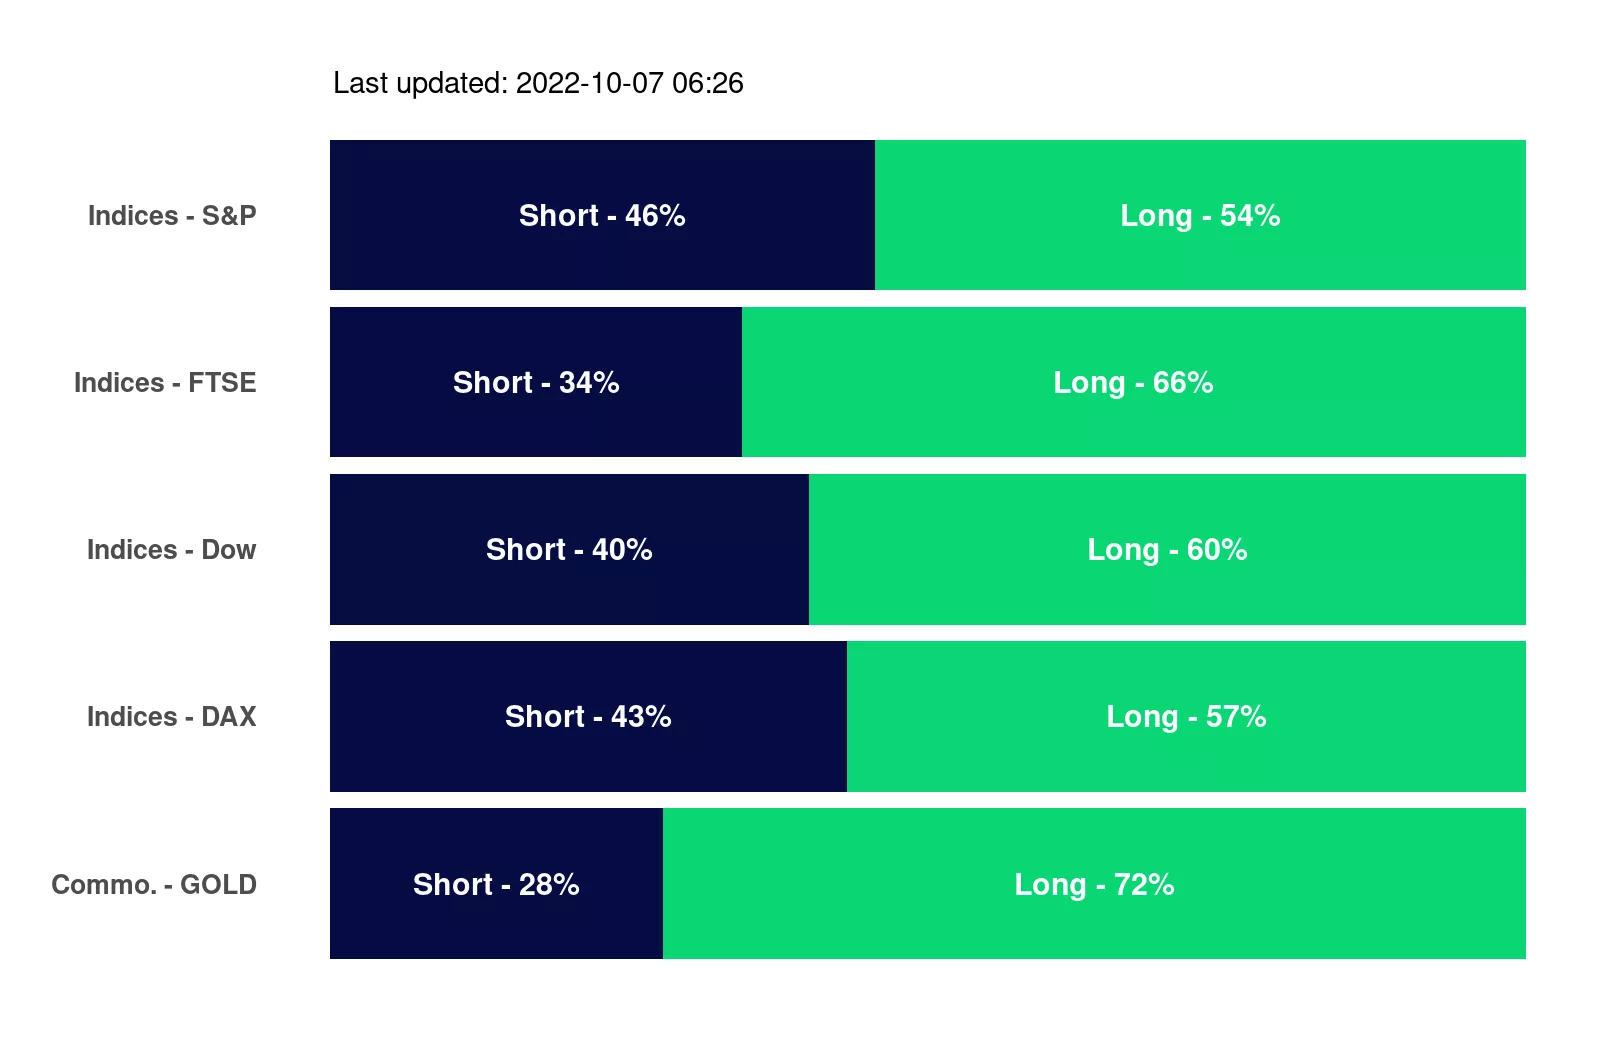 Last updated: 2022-10-07 06:26
Indices - S&P Short - 46% Long - 54%
Indices - FTSE Short - 34% Long - 66%
Indices - Dow Short - 40% Long - 60%
Indices - DAX Short - 43% Long - 57%
Commo. - GOLD Short - 28% Long - 72%